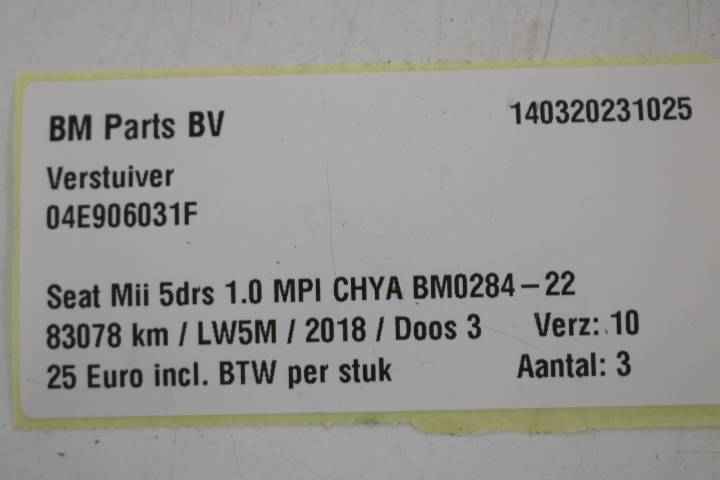 BM Parts BV 140320231025
Verstuiver
04E906031F
Seat Mii 5drs 1.0 MPI CHYA BM0284-22
83078 km / LW5M / 2018 / Doos 3 Verz: 10
25 Euro incl. BTW per stuk Aantal: 3